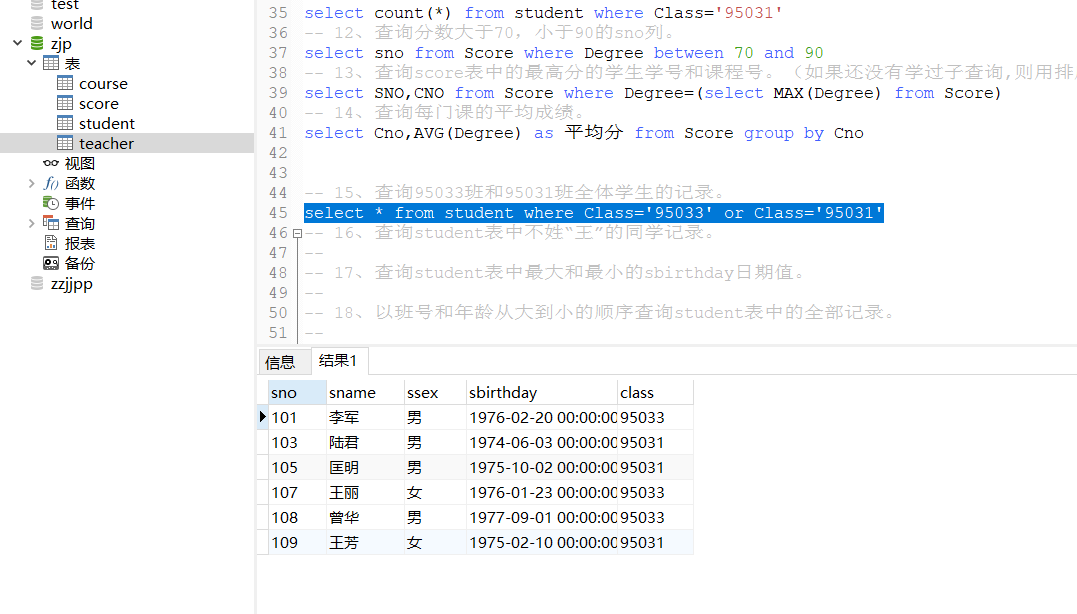 test
world
zjp
表
course
score
student
teacher
视图
f() 函数
事件
查询
报表
备份
zzjjpp
35 select count(*) from student where Class='95031'
36 -- 12、查询分数大于70，小于90的sno列。
37 select sno from Score where Degree between 70 and 90
38 -- 13、查询score表中的最高分的学生学号和课程号。（如果还没有学过子查询,则用排
39 select SNO,CNO from Score where Degree=(select MAX(Degree) from Score)
40 -- 14、查询每门课的平均成绩。
41 select Cno,AVG(Degree) as 平均分 from Score group by Cno
42
43
44 -- 15、查询95033班和95031班全体学生的记录。
45 select * from student where Class='95033' or Class='95031'
46 -- 16、查询student表中不姓“王”的同学记录。
47 --
48 -- 17、查询student表中最大和最小的sbirthday日期值。
49 --
50 -- 18、以班号和年龄从大到小的顺序查询student表中的全部记录。
51 --
信息 结果1
sno sname ssex sbirthday class
101 李军 男 1976-02-20 00:00:00 95033
103 陆君 男 1974-06-03 00:00:00 95031
105 匡明 男 1975-10-02 00:00:00 95031
107 王丽 女 1976-01-23 00:00:00 95033
108 曾华 男 1977-09-01 00:00:00 95033
109 王芳 女 1975-02-10 00:00:00 95031